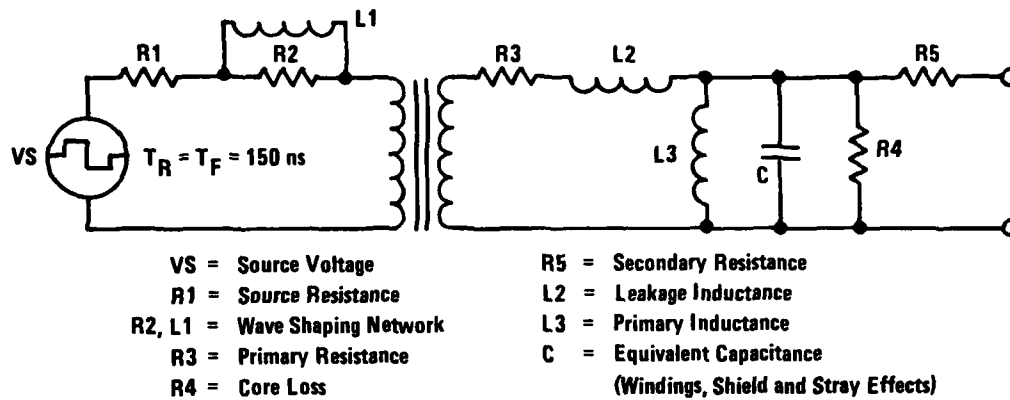 L1
R1
R2
R3
L2
R5
VS
T_R = T_F = 150 ns
L3
C
R4
VS = Source Voltage
R1 = Source Resistance
R2, L1 = Wave Shaping Network
R3 = Primary Resistance
R4 = Core Loss
R5 = Secondary Resistance
L2 = Leakage Inductance
L3 = Primary Inductance
C = Equivalent Capacitance
(Windings, Shield and Stray Effects)